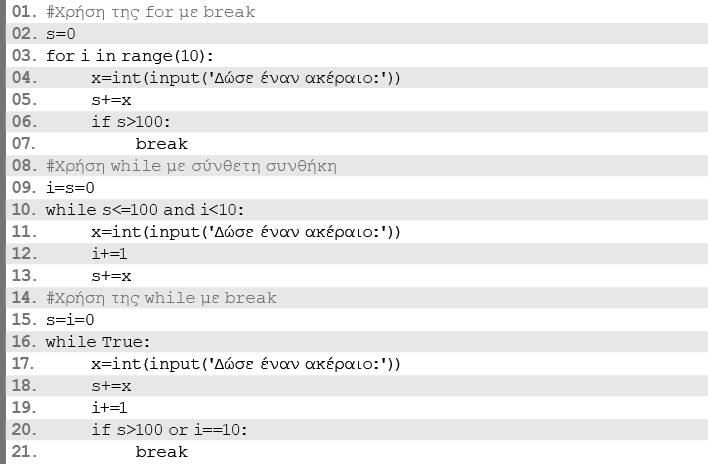 01. #Χρήση της for με break
02. s=0
03. for i in range(10):
04. x=int(input('Δώσε έναν ακέραιο:'))
05. s+=x
06. if s>100:
07. break
08. #Χρήση while με σύνθετη συνθήκη
09. i=s=0
10. while s<=100 and i<10:
11. x=int(input('Δώσε έναν ακέραιο:'))
12. i+=1
13. s+=x
14. #Χρήση της while με break
15. s=i=0
16. while True:
17. x=int(input('Δώσε έναν ακέραιο:'))
18. s+=x
19. i+=1
20. if s>100 or i==10:
21. break